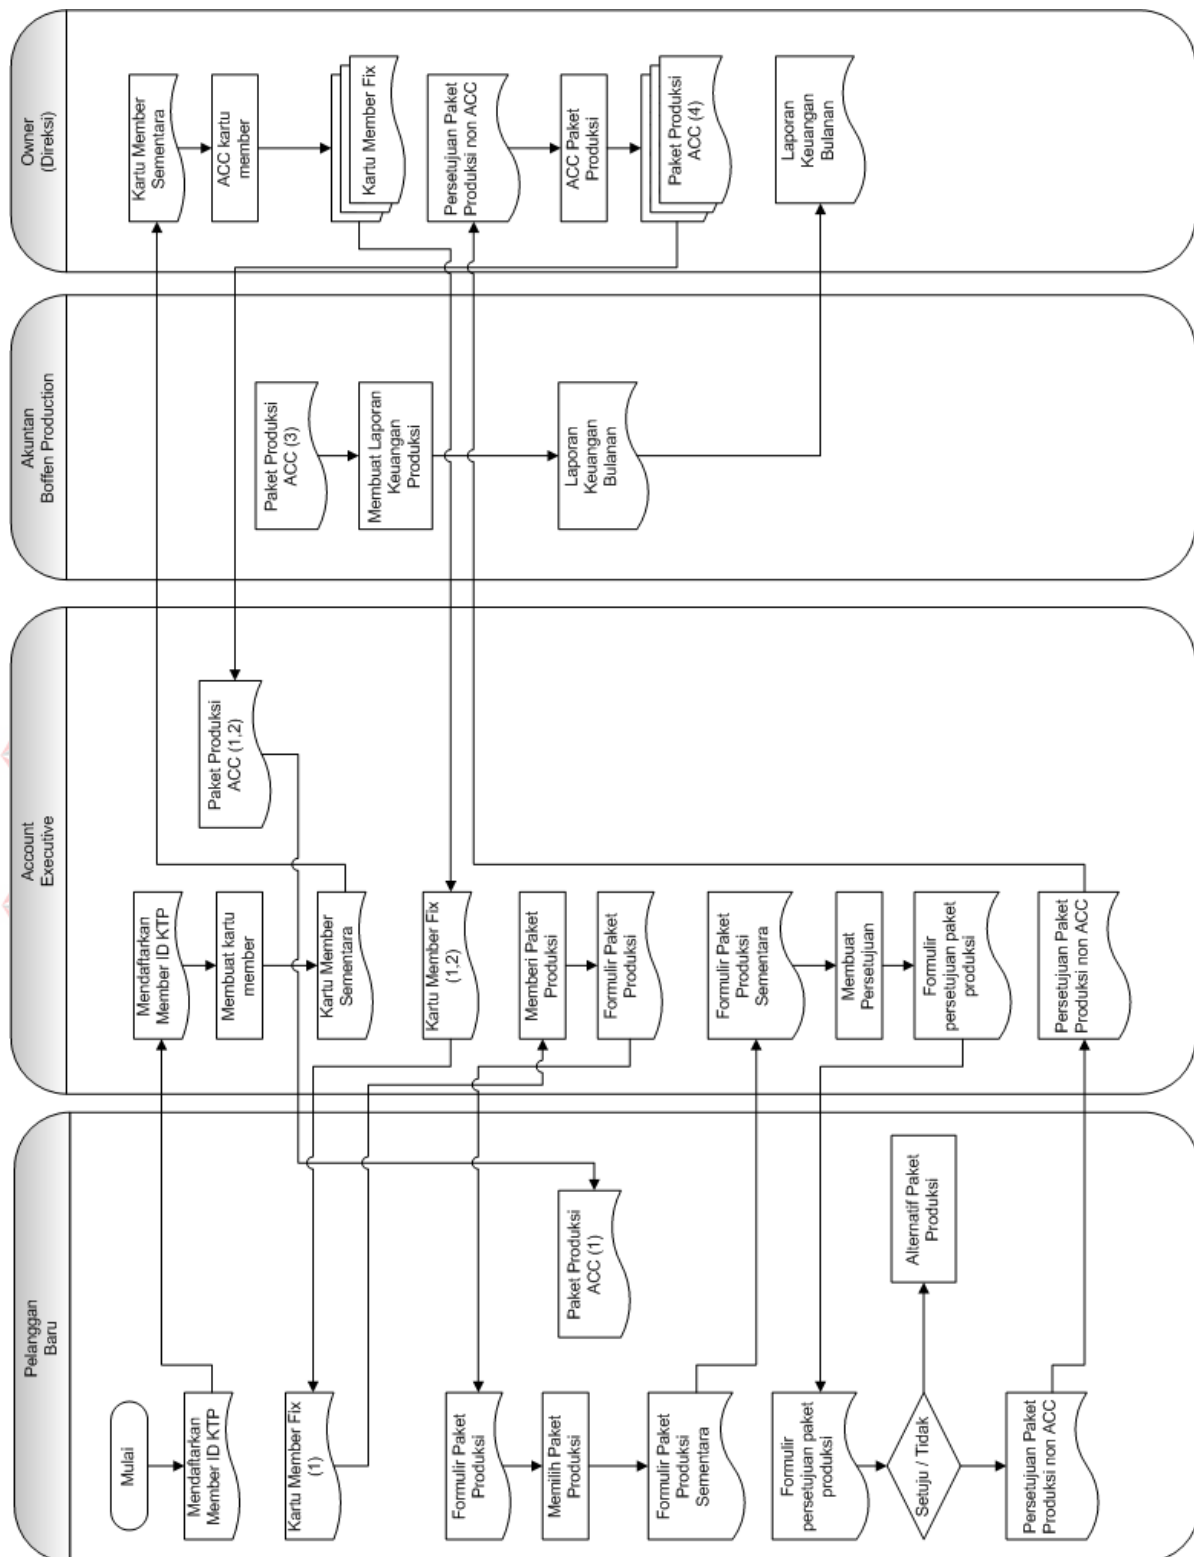 Pelanggan
Baru
Mulai
Mendaftarkan
Member ID KTP
Kartu Member Fix
(1)
Formulir Paket
Produksi
Memilih Paket
Produksi
Formulir Paket
Produksi
Sementara
Formulir
persetujuan paket
produksi
Setuju / Tidak
Persetujuan Paket
Produksi non ACC
Paket Produksi
ACC (1)
Alternatif Paket
Produksi
Account
Executive
Mendaftarkan
Member ID KTP
Membuat kartu
member
Kartu Member
Sementara
Kartu Member Fix
(1,2)
Memberi Paket
Produksi
Formulir Paket
Produksi
Formulir Paket
Produksi
Sementara
Membuat
Persetujuan
Formulir
persetujuan paket
produksi
Persetujuan Paket
Produksi non ACC
Paket Produksi
ACC (1,2)
Akuntan
Boffen Production
Paket Produksi
ACC (3)
Membuat Laporan
Keuangan
Produksi
Laporan
Keuangan
Bulanan
Owner
(Direksi)
Kartu Member
Sementara
ACC kartu
member
Kartu Member Fix
Persetujuan Paket
Produksi non ACC
ACC Paket
Produksi
Paket Produksi
ACC (4)
Laporan
Keuangan
Bulanan